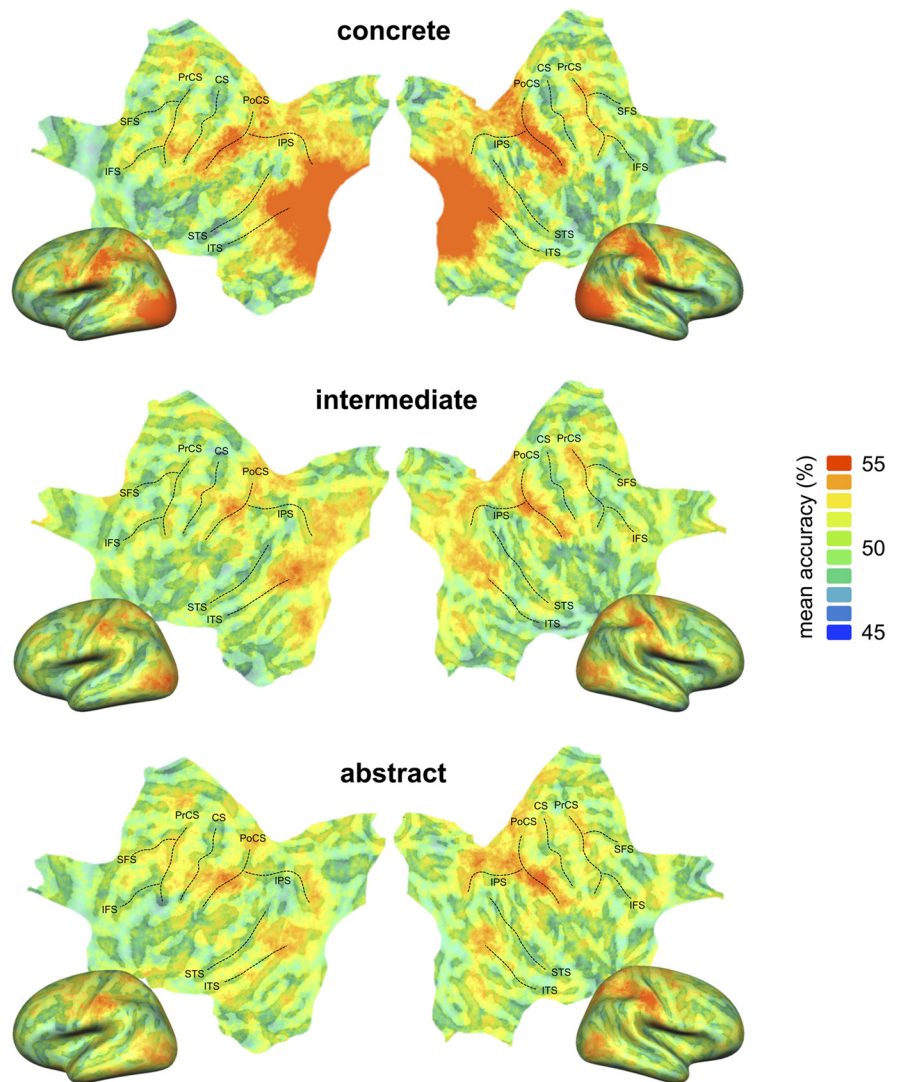 concrete
PrCS CS PoCS SFS IPS IFS STS ITS
CS PrCS PoCS SFS IPS IFS STS ITS
intermediate
PrCS CS PoCS SFS IPS IFS STS ITS
CS PrCS PoCS SFS IPS IFS STS ITS
mean accuracy (%)
55
50
45
abstract
PrCS CS PoCS SFS IPS IFS STS ITS
CS PrCS PoCS SFS IPS IFS STS ITS